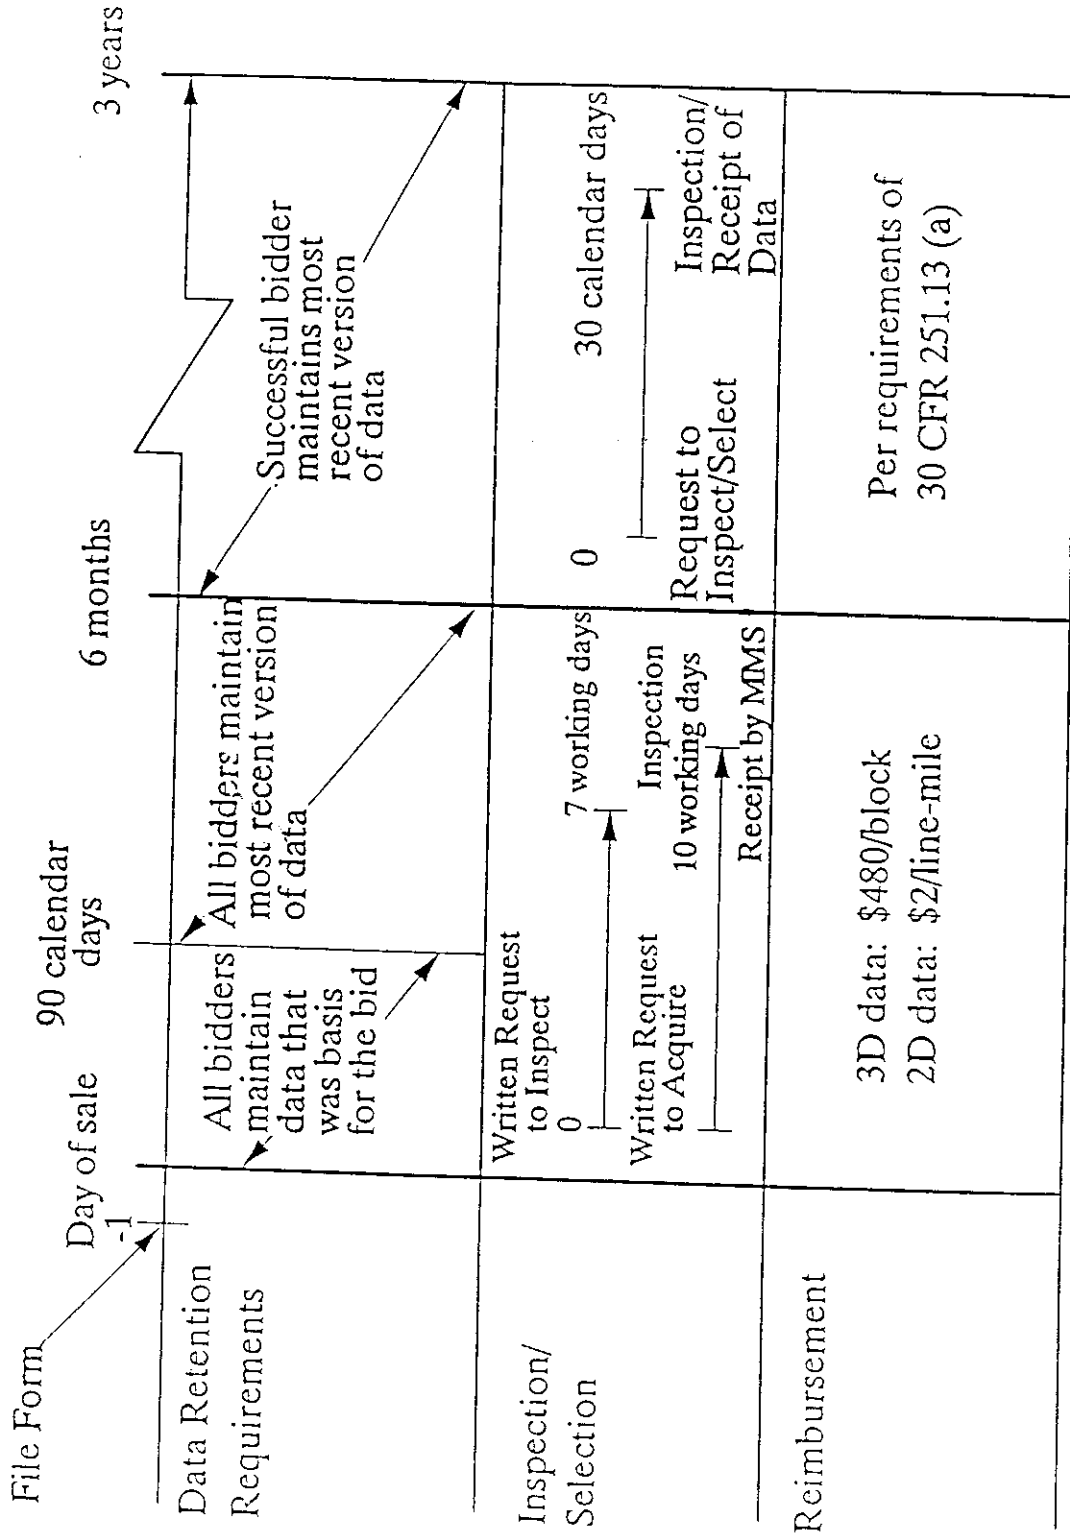 File Form
Day of sale
-1
90 calendar
days
6 months
3 years
Data Retention
Requirements
All bidders
maintain
data that
was basis
for the bid
All bidders maintain
most recent version
of data
Successful bidder
maintains most
recent version
of data
Inspection/
Selection
Written Request
to Inspect
0
7 working days
Inspection
Written Request
to Acquire
10 working days
Receipt by MMS
0
30 calendar days
Request to
Inspect/Select
Inspection/
Receipt of
Data
Reimbursement
3D data: $480/block
2D data: $2/line-mile
Per requirements of
30 CFR 251.13 (a)